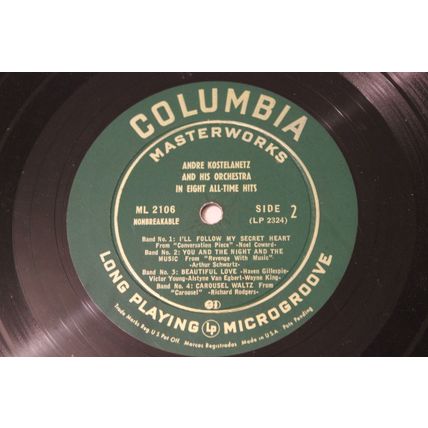 COLUMBIA
MASTERWORKS
ANDRE KOSTELANETZ
AND HIS ORCHESTRA
IN EIGHT ALL-TIME HITS
ML 2106
NONBREAKABLE
SIDE 2
(LP 2324)
Band No. 1: I'LL FOLLOW MY SECRET HEART
From "Conversation Piece" -Noel Coward-
Band No. 2: YOU AND THE NIGHT AND THE
MUSIC From "Revenge With Music"
-Arthur Schwartz-
Band No. 3: BEAUTIFUL LOVE -Haven Gillespie-
Victor Young-Alstyne Van Egbert-Wayne King-
Band No. 4: CAROUSEL WALTZ From
"Carousel" -Richard Rodgers-
LONG PLAYING LP MICROGROOVE
Trade Marks Reg U S Pat Off Marcas Registradas Made in U.S.A. Pats Pending